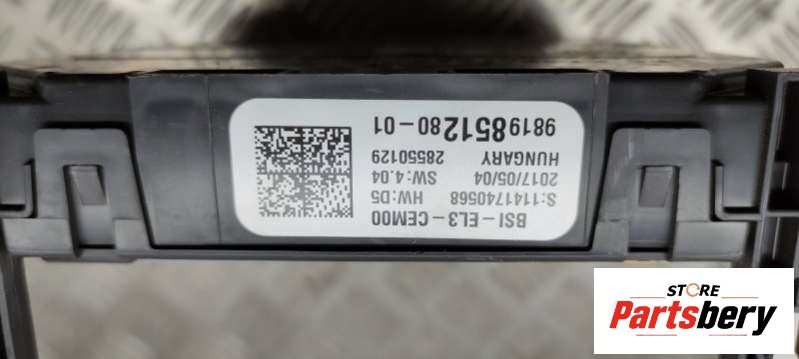 BSI-EL3-CEM00
S:1141740568 HW:D5
2017/05/04 SW:4.04
HUNGARY 28550129
9819851280-01
STORE
Partsbery